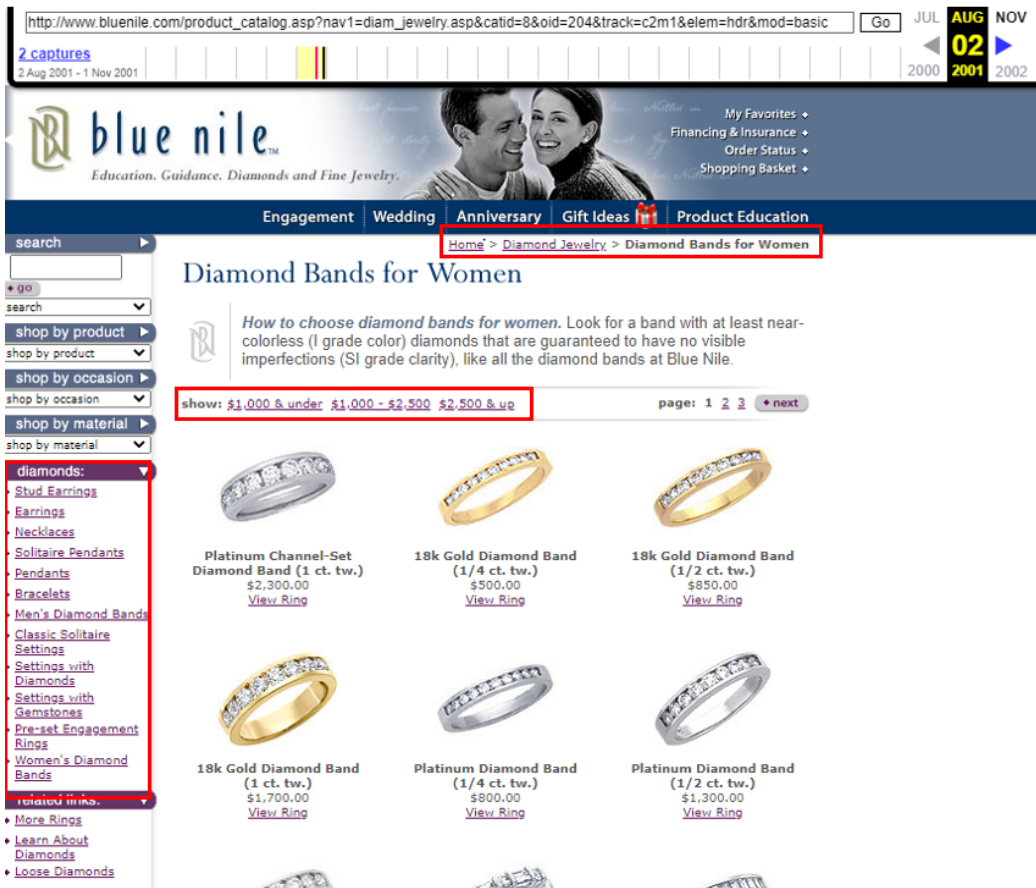 http://www.bluenile.com/product_catalog.asp?nav1=diam_jewelry.asp&catid=8&oid=204&track=c2m1&elem=hdr&mod=basic
Go
JUL AUG NOV
2 captures
02
2 Aug 2001 - 1 Nov 2001
2000 2001 2002
blue nile™
Education. Guidance. Diamonds and Fine Jewelry.
My Favorites
Financing & Insurance
Order Status
Shopping Basket
Engagement Wedding Anniversary Gift Ideas Product Education
search
go
search
shop by product
shop by product
shop by occasion
shop by occasion
shop by material
shop by material
diamonds:
Stud Earrings
Earrings
Necklaces
Solitaire Pendants
Pendants
Bracelets
Men's Diamond Bands
Classic Solitaire
Settings
Settings with
Diamonds
Settings with
Gemstones
Pre-set Engagement
Rings
Women's Diamond
Bands
related links:
More Rings
Learn About
Diamonds
Loose Diamonds
Home > Diamond Jewelry > Diamond Bands for Women
Diamond Bands for Women
How to choose diamond bands for women. Look for a band with at least near-
colorless (I grade color) diamonds that are guaranteed to have no visible
imperfections (SI grade clarity), like all the diamond bands at Blue Nile.
show: $1,000 & under $1,000 - $2,500 $2,500 & up
page: 1 2 3 next
Platinum Channel-Set
Diamond Band (1 ct. tw.)
$2,300.00
View Ring
18k Gold Diamond Band
(1/4 ct. tw.)
$500.00
View Ring
18k Gold Diamond Band
(1/2 ct. tw.)
$850.00
View Ring
18k Gold Diamond Band
(1 ct. tw.)
$1,700.00
View Ring
Platinum Diamond Band
(1/4 ct. tw.)
$800.00
View Ring
Platinum Diamond Band
(1/2 ct. tw.)
$1,300.00
View Ring